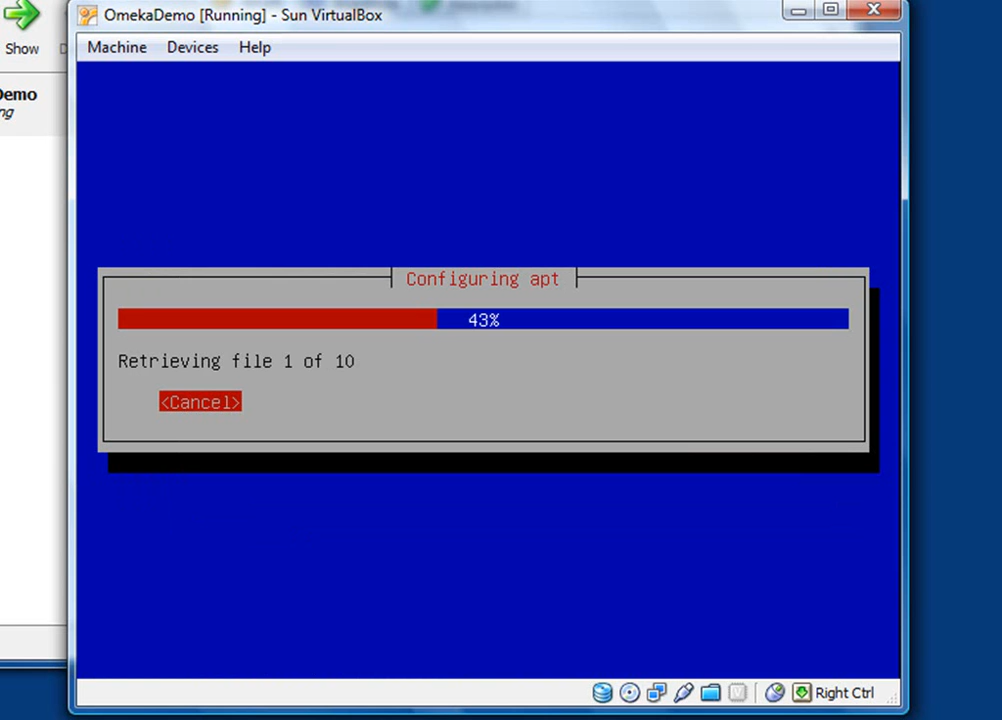 OmekaDemo [Running] - Sun VirtualBox
Show
Machine Devices Help
Demo
ng
Configuring apt
43%
Retrieving file 1 of 10
<Cancel>
Right Ctrl